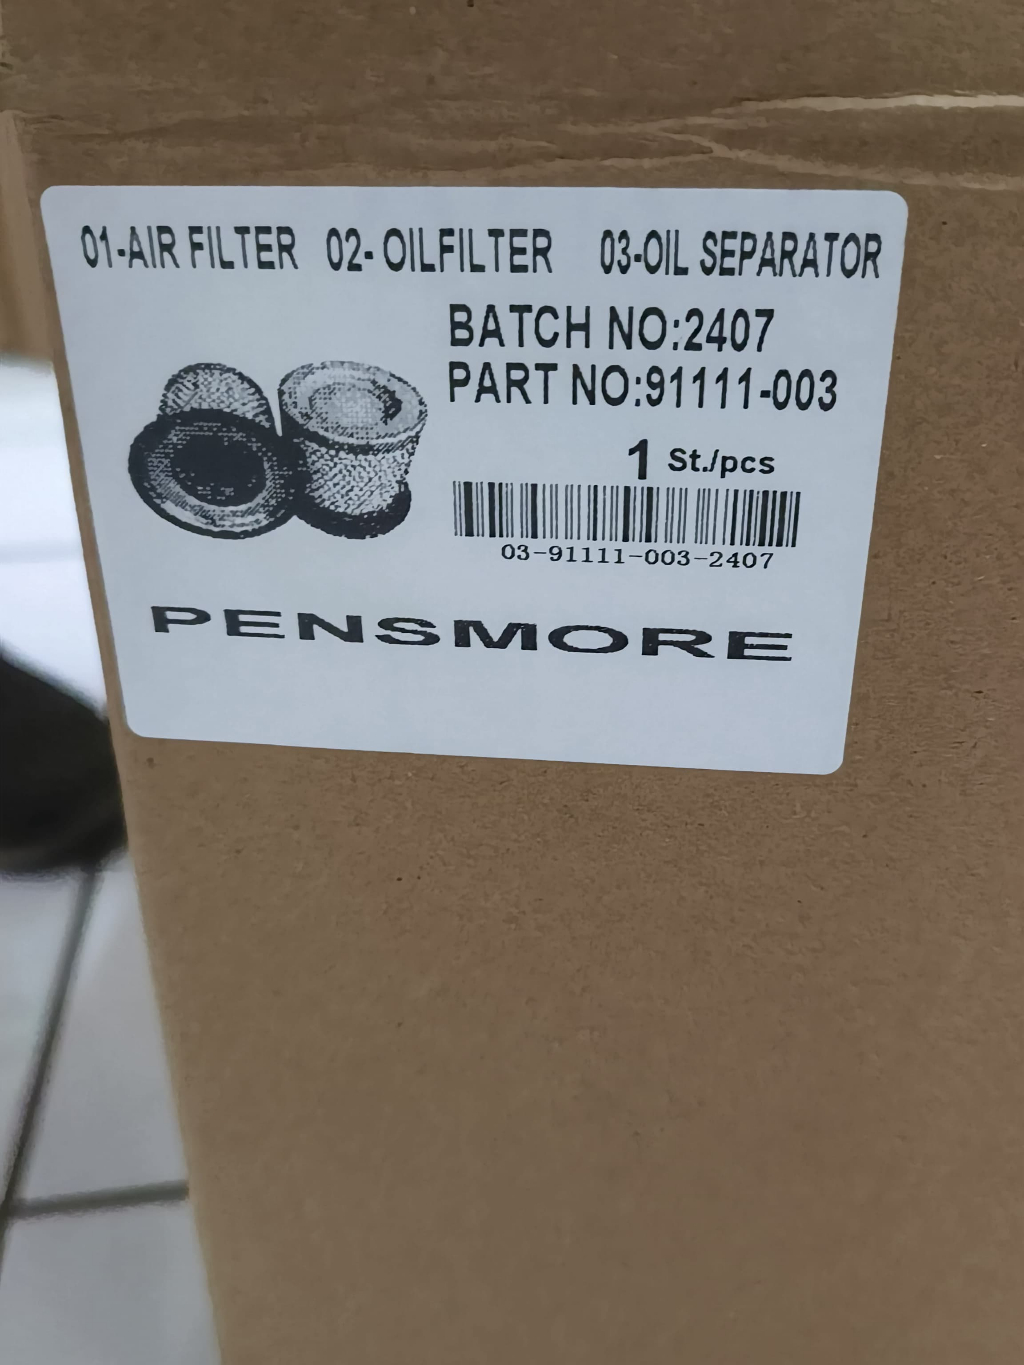 01-AIR FILTER 02- OILFILTER 03-OIL SEPARATOR
BATCH NO:2407
PART NO:91111-003
1 St./pcs
03-91111-003-2407
PENSMORE